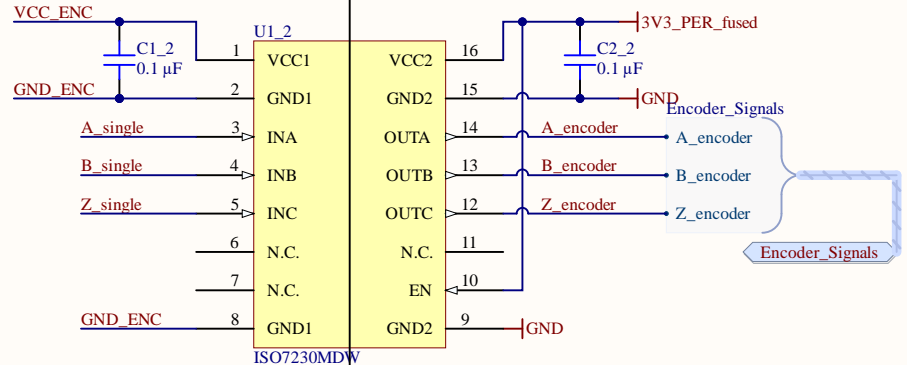 VCC_ENC
U1_2
3V3_PER_fused
C1_2
0.1 µF
1 VCC1 VCC2 16
C2_2
0.1 µF
GND_ENC 2 GND1 GND2 15 GND
Encoder_Signals
A_single 3 INA OUTA 14 A_encoder A_encoder
B_single 4 INB OUTB 13 B_encoder B_encoder
Z_single 5 INC OUTC 12 Z_encoder Z_encoder
6 N.C. N.C. 11
Encoder_Signals
7 N.C. EN 10
GND_ENC 8 GND1 GND2 9 GND
ISO7230MDW